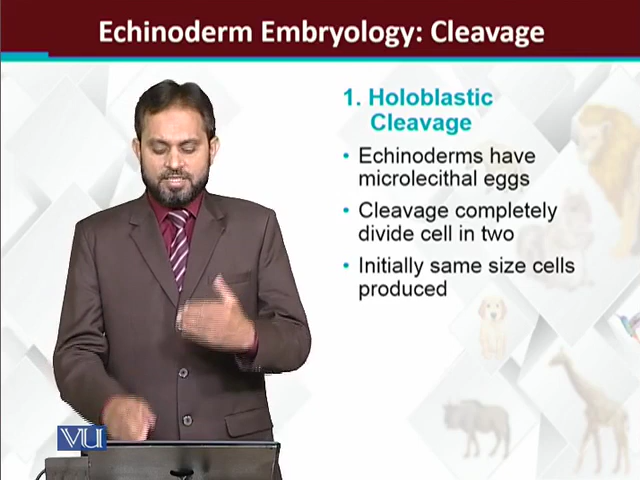 Echinoderm Embryology: Cleavage
1. Holoblastic
Cleavage
• Echinoderms have
microlecithal eggs
• Cleavage completely
divide cell in two
• Initially same size cells
produced
VU